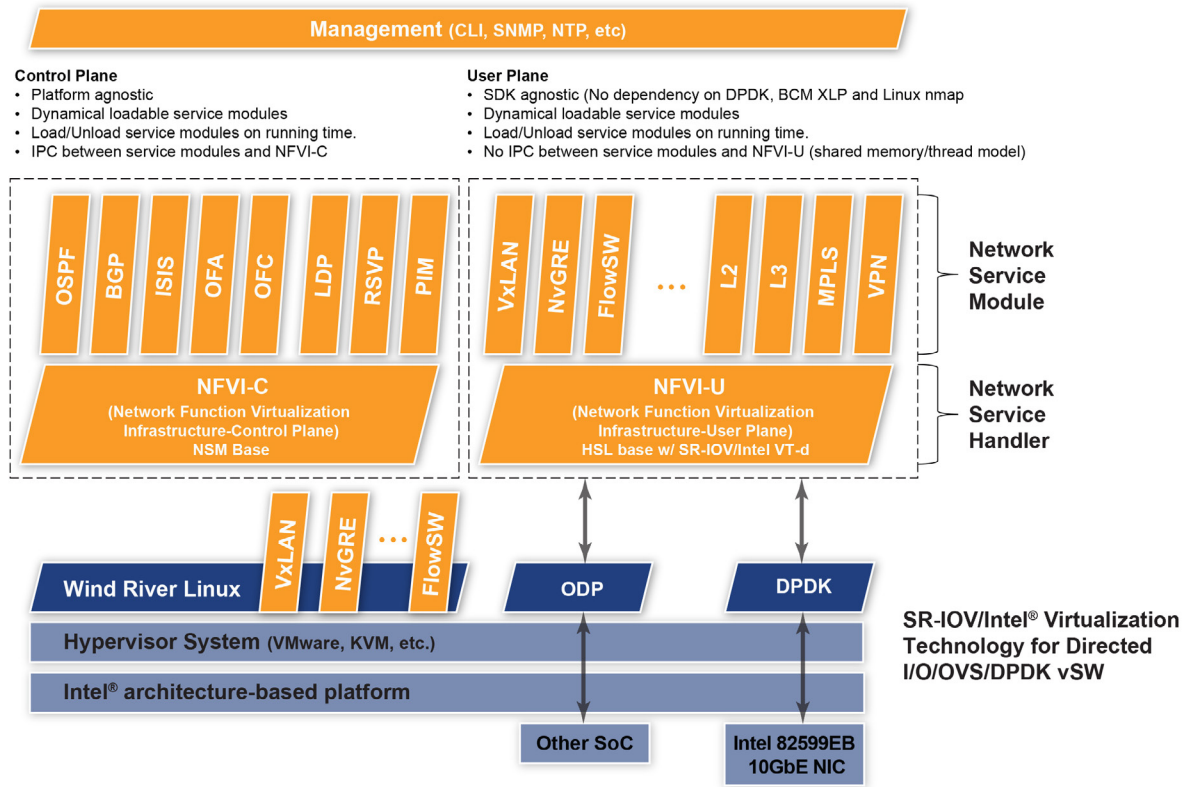 Management (CLI, SNMP, NTP, etc)
Control Plane
• Platform agnostic
• Dynamical loadable service modules
• Load/Unload service modules on running time.
• IPC between service modules and NFVI-C
User Plane
• SDK agnostic (No dependency on DPDK, BCM XLP and Linux nmap
• Dynamical loadable service modules
• Load/Unload service modules on running time.
• No IPC between service modules and NFVI-U (shared memory/thread model)
OSPF
BGP
ISIS
OFA
OFC
LDP
RSVP
PIM
VxLAN
NvGRE
FlowSW
...
L2
L3
MPLS
VPN
Network
Service
Module
NFVI-C
(Network Function Virtualization
Infrastructure-Control Plane)
NSM Base
NFVI-U
(Network Function Virtualization
Infrastructure-User Plane)
HSL base w/ SR-IOV/Intel VT-d
Network
Service
Handler
VxLAN
NvGRE
...
FlowSW
Wind River Linux
ODP
DPDK
Hypervisor System (VMware, KVM, etc.)
Intel® architecture-based platform
SR-IOV/Intel® Virtualization
Technology for Directed
I/O/OVS/DPDK vSW
Other SoC
Intel 82599EB
10GbE NIC